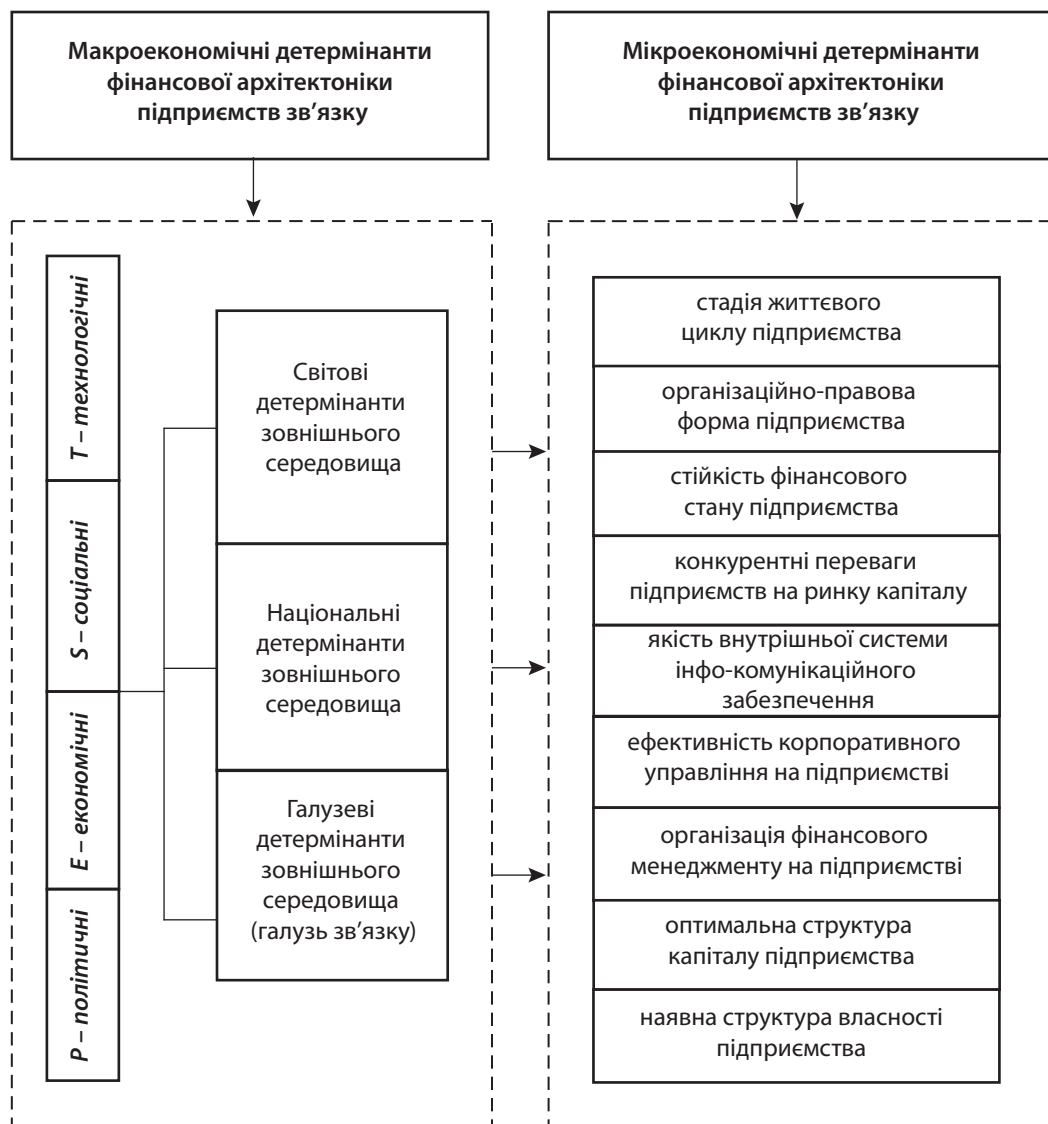 Макроекономічні детермінанти
фінансової архітектоніки
підприємств зв’язку
Мікроекономічні детермінанти
фінансової архітектоніки
підприємств зв’язку
T – технологічні
S – соціальні
E – економічні
P – політичні
Світові
детермінанти
зовнішнього
середовища
Національні
детермінанти
зовнішнього
середовища
Галузеві
детермінанти
зовнішнього
середовища
(галузь зв’язку)
стадія життєвого
циклу підприємства
організаційно-правова
форма підприємства
стійкість фінансового
стану підприємства
конкурентні переваги
підприємств на ринку капіталу
якість внутрішньої системи
інфо-комунікаційного
забезпечення
ефективність корпоративного
управління на підприємстві
організація фінансового
менеджменту на підприємстві
оптимальна структура
капіталу підприємства
наявна структура власності
підприємства